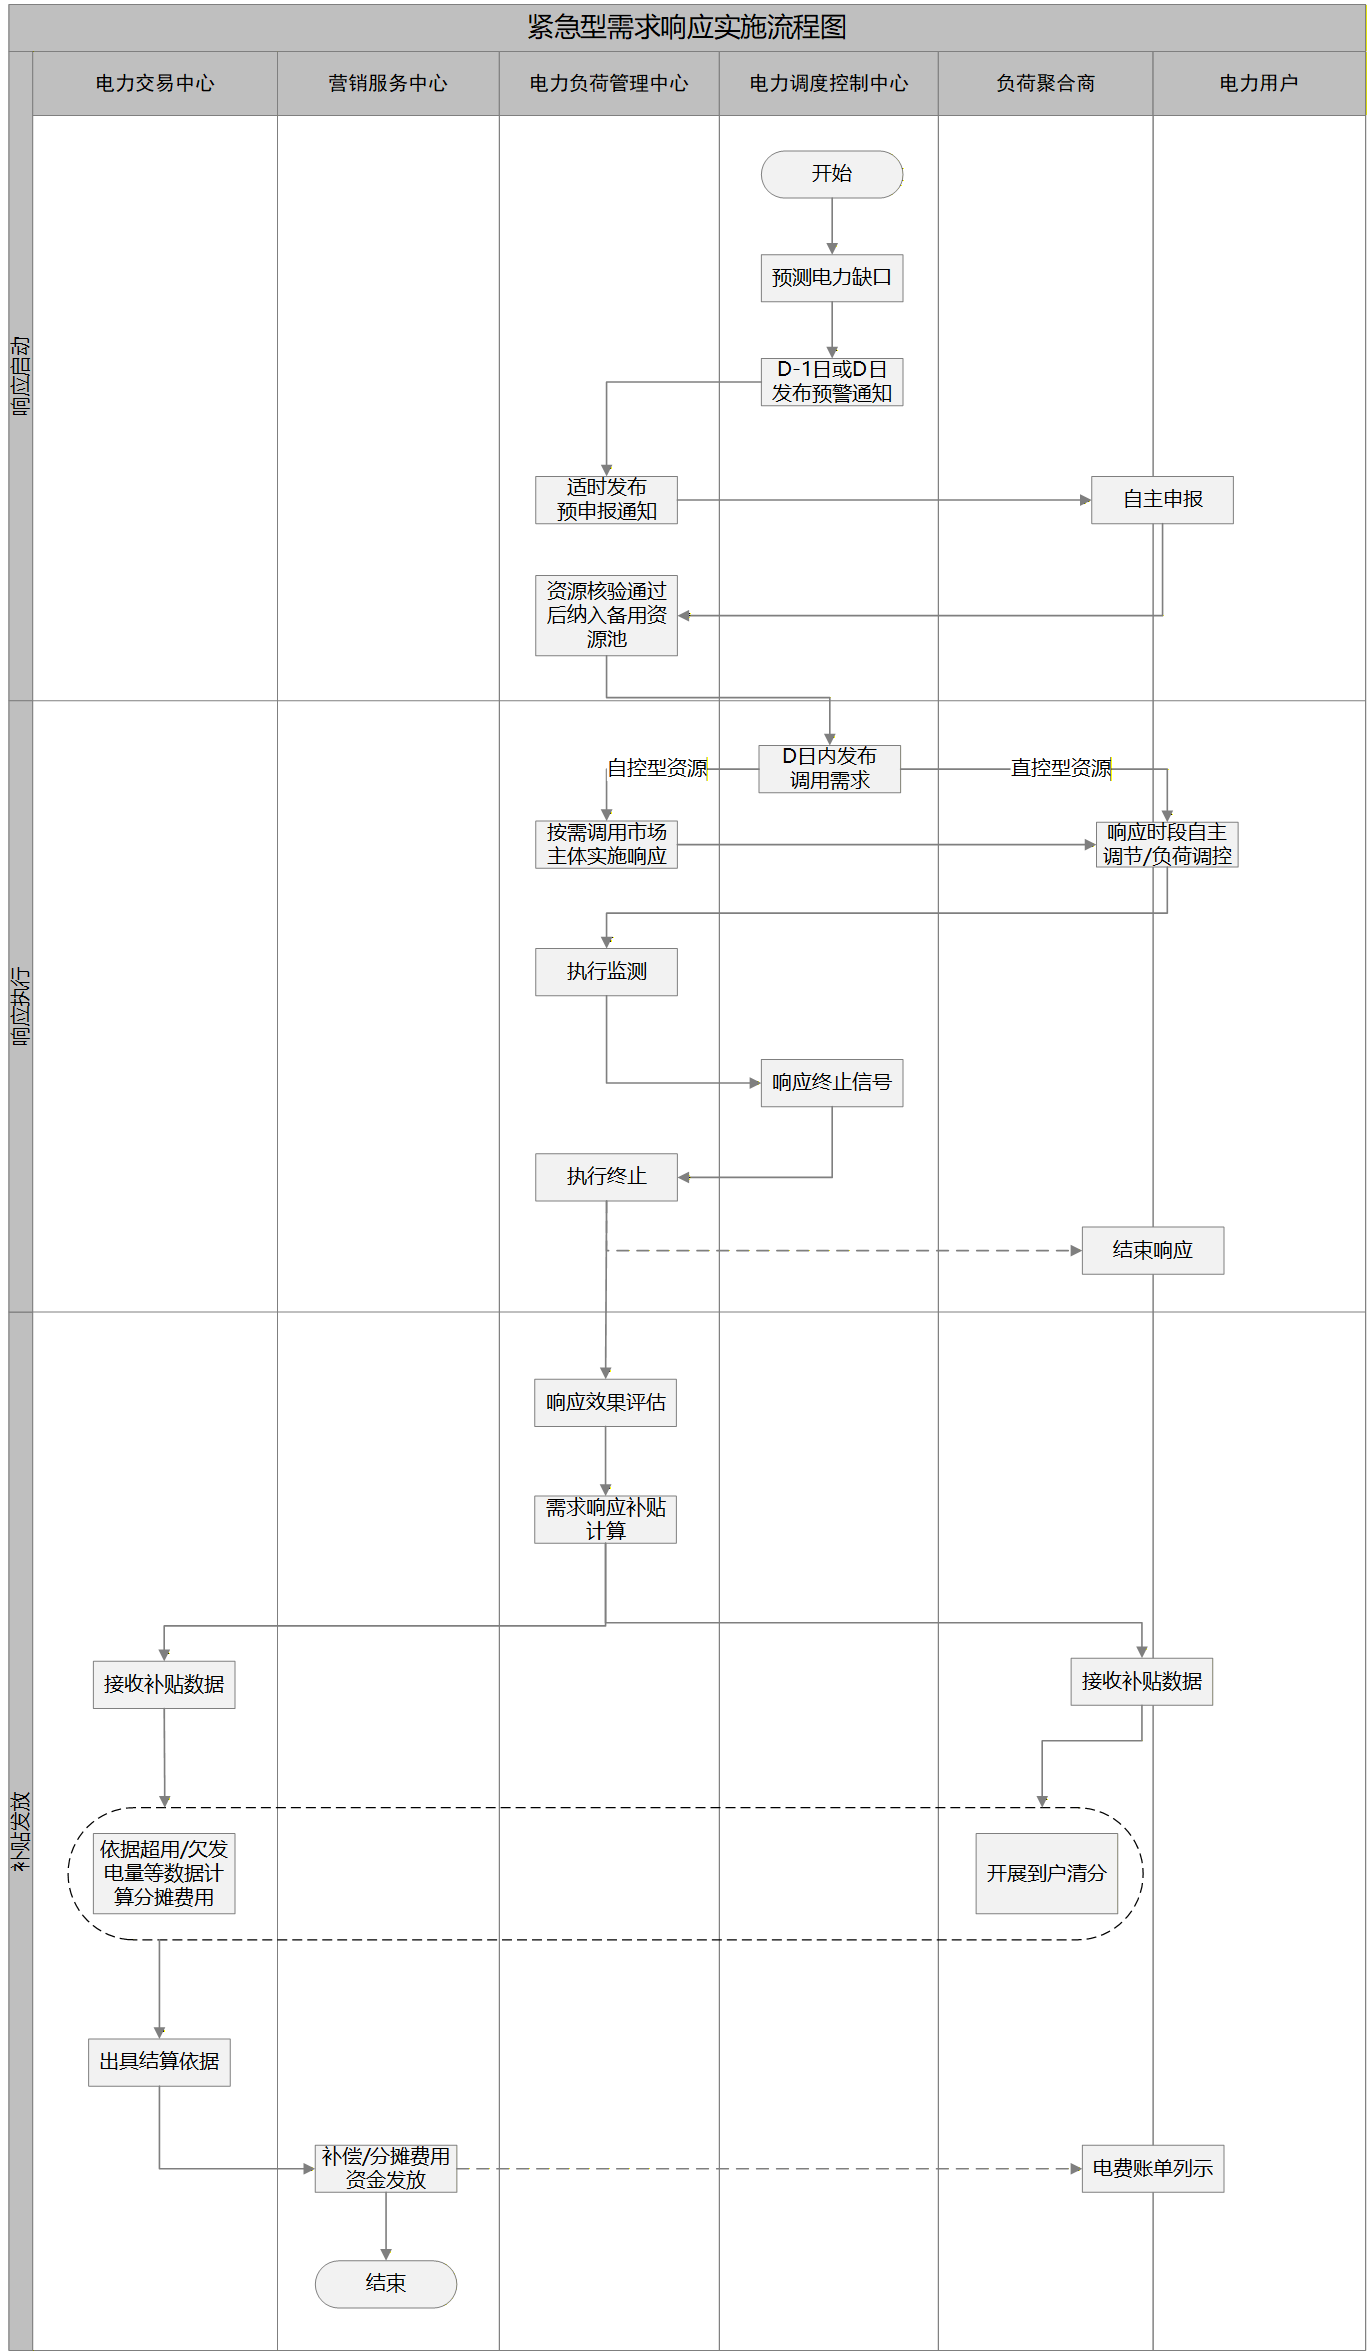 紧急型需求响应实施流程图
电力交易中心
营销服务中心
电力负荷管理中心
电力调度控制中心
负荷聚合商
电力用户
响应启动
开始
预测电力缺口
D-1日或D日
发布预警通知
适时发布
预申报通知
自主申报
资源核验通过
后纳入备用资
源池
响应执行
D日内发布
调用需求
自控型资源
直控型资源
按需调用市场
主体实施响应
响应时段自主
调节/负荷调控
执行监测
响应终止信号
执行终止
结束响应
补贴发放
响应效果评估
需求响应补贴
计算
接收补贴数据
接收补贴数据
依据超用/欠发
电量等数据计
算分摊费用
开展到户清分
出具结算依据
补偿/分摊费用
资金发放
电费账单列示
结束